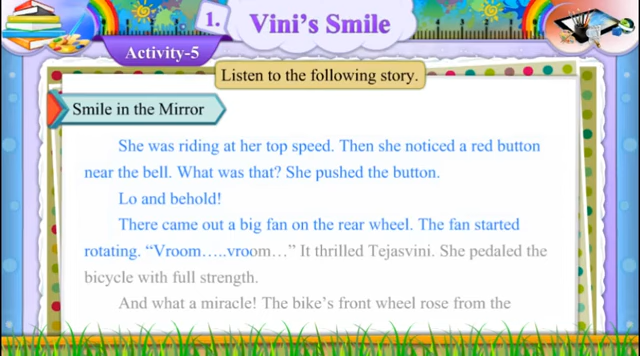 1.
Vini's Smile
Activity-5
Listen to the following story.
Smile in the Mirror
She was riding at her top speed. Then she noticed a red button
near the bell. What was that? She pushed the button.
Lo and behold!
There came out a big fan on the rear wheel. The fan started
rotating. “Vroom…..vroom…” It thrilled Tejasvini. She pedaled the
bicycle with full strength.
And what a miracle! The bike’s front wheel rose from the